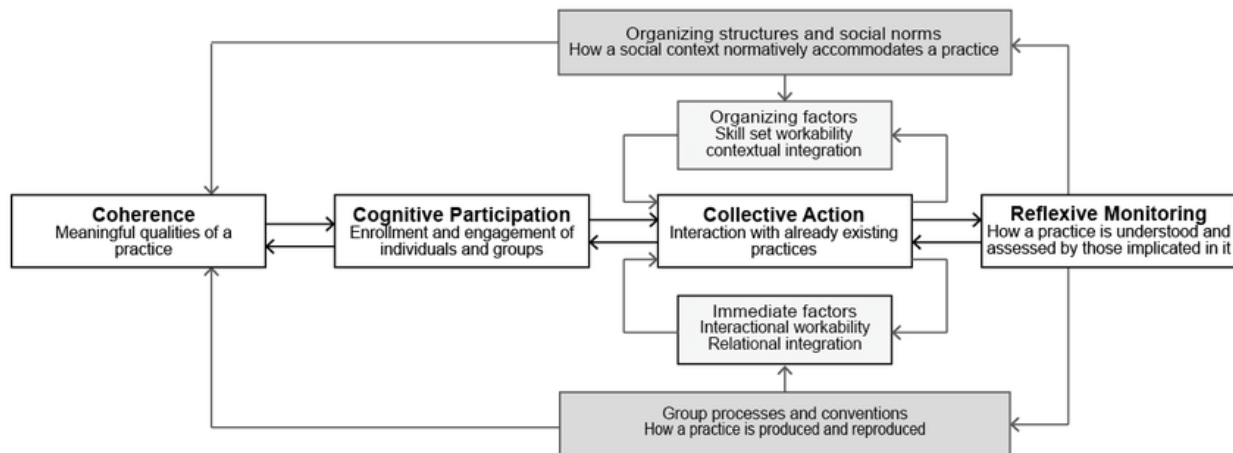 Organizing structures and social norms
How a social context normatively accommodates a practice
Organizing factors
Skill set workability
contextual integration
Coherence
Meaningful qualities of a
practice
Cognitive Participation
Enrollment and engagement of
individuals and groups
Collective Action
Interaction with already existing
practices
Reflexive Monitoring
How a practice is understood and
assessed by those implicated in it
Immediate factors
Interactional workability
Relational integration
Group processes and conventions
How a practice is produced and reproduced